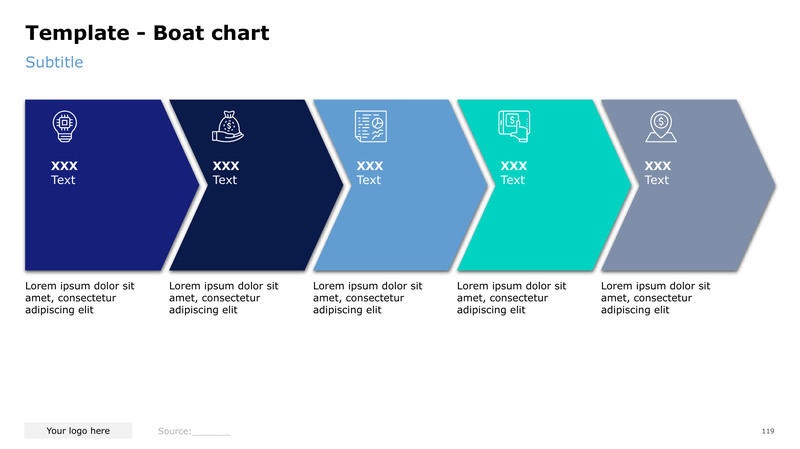 Template - Boat chart
Subtitle
XXX
Text
XXX
Text
XXX
Text
XXX
Text
XXX
Text
Lorem ipsum dolor sit
amet, consectetur
adipiscing elit
Lorem ipsum dolor sit
amet, consectetur
adipiscing elit
Lorem ipsum dolor sit
amet, consectetur
adipiscing elit
Lorem ipsum dolor sit
amet, consectetur
adipiscing elit
Lorem ipsum dolor sit
amet, consectetur
adipiscing elit
Your logo here
Source:_______
119